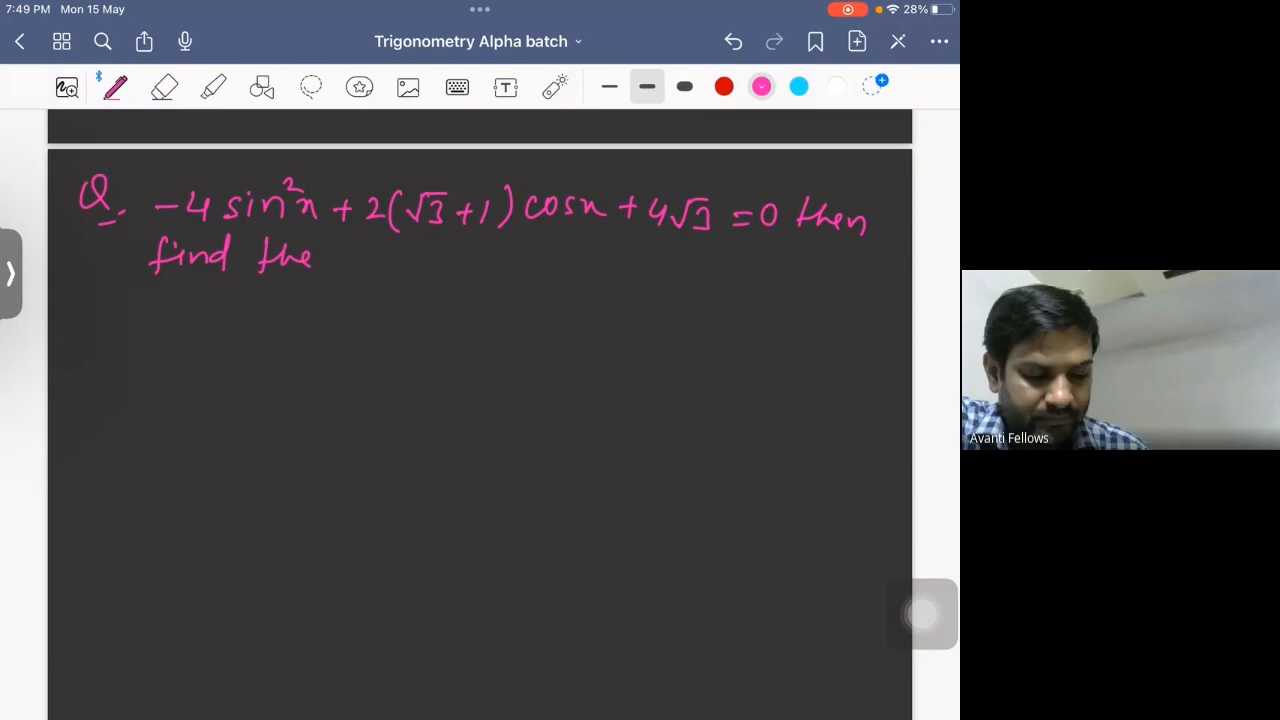 7:49 PM Mon 15 May
28%
Trigonometry Alpha batch
T
Q. -4 sin²x + 2(√3+1) cosx + 4√3 = 0 then
find the
Avanti Fellows